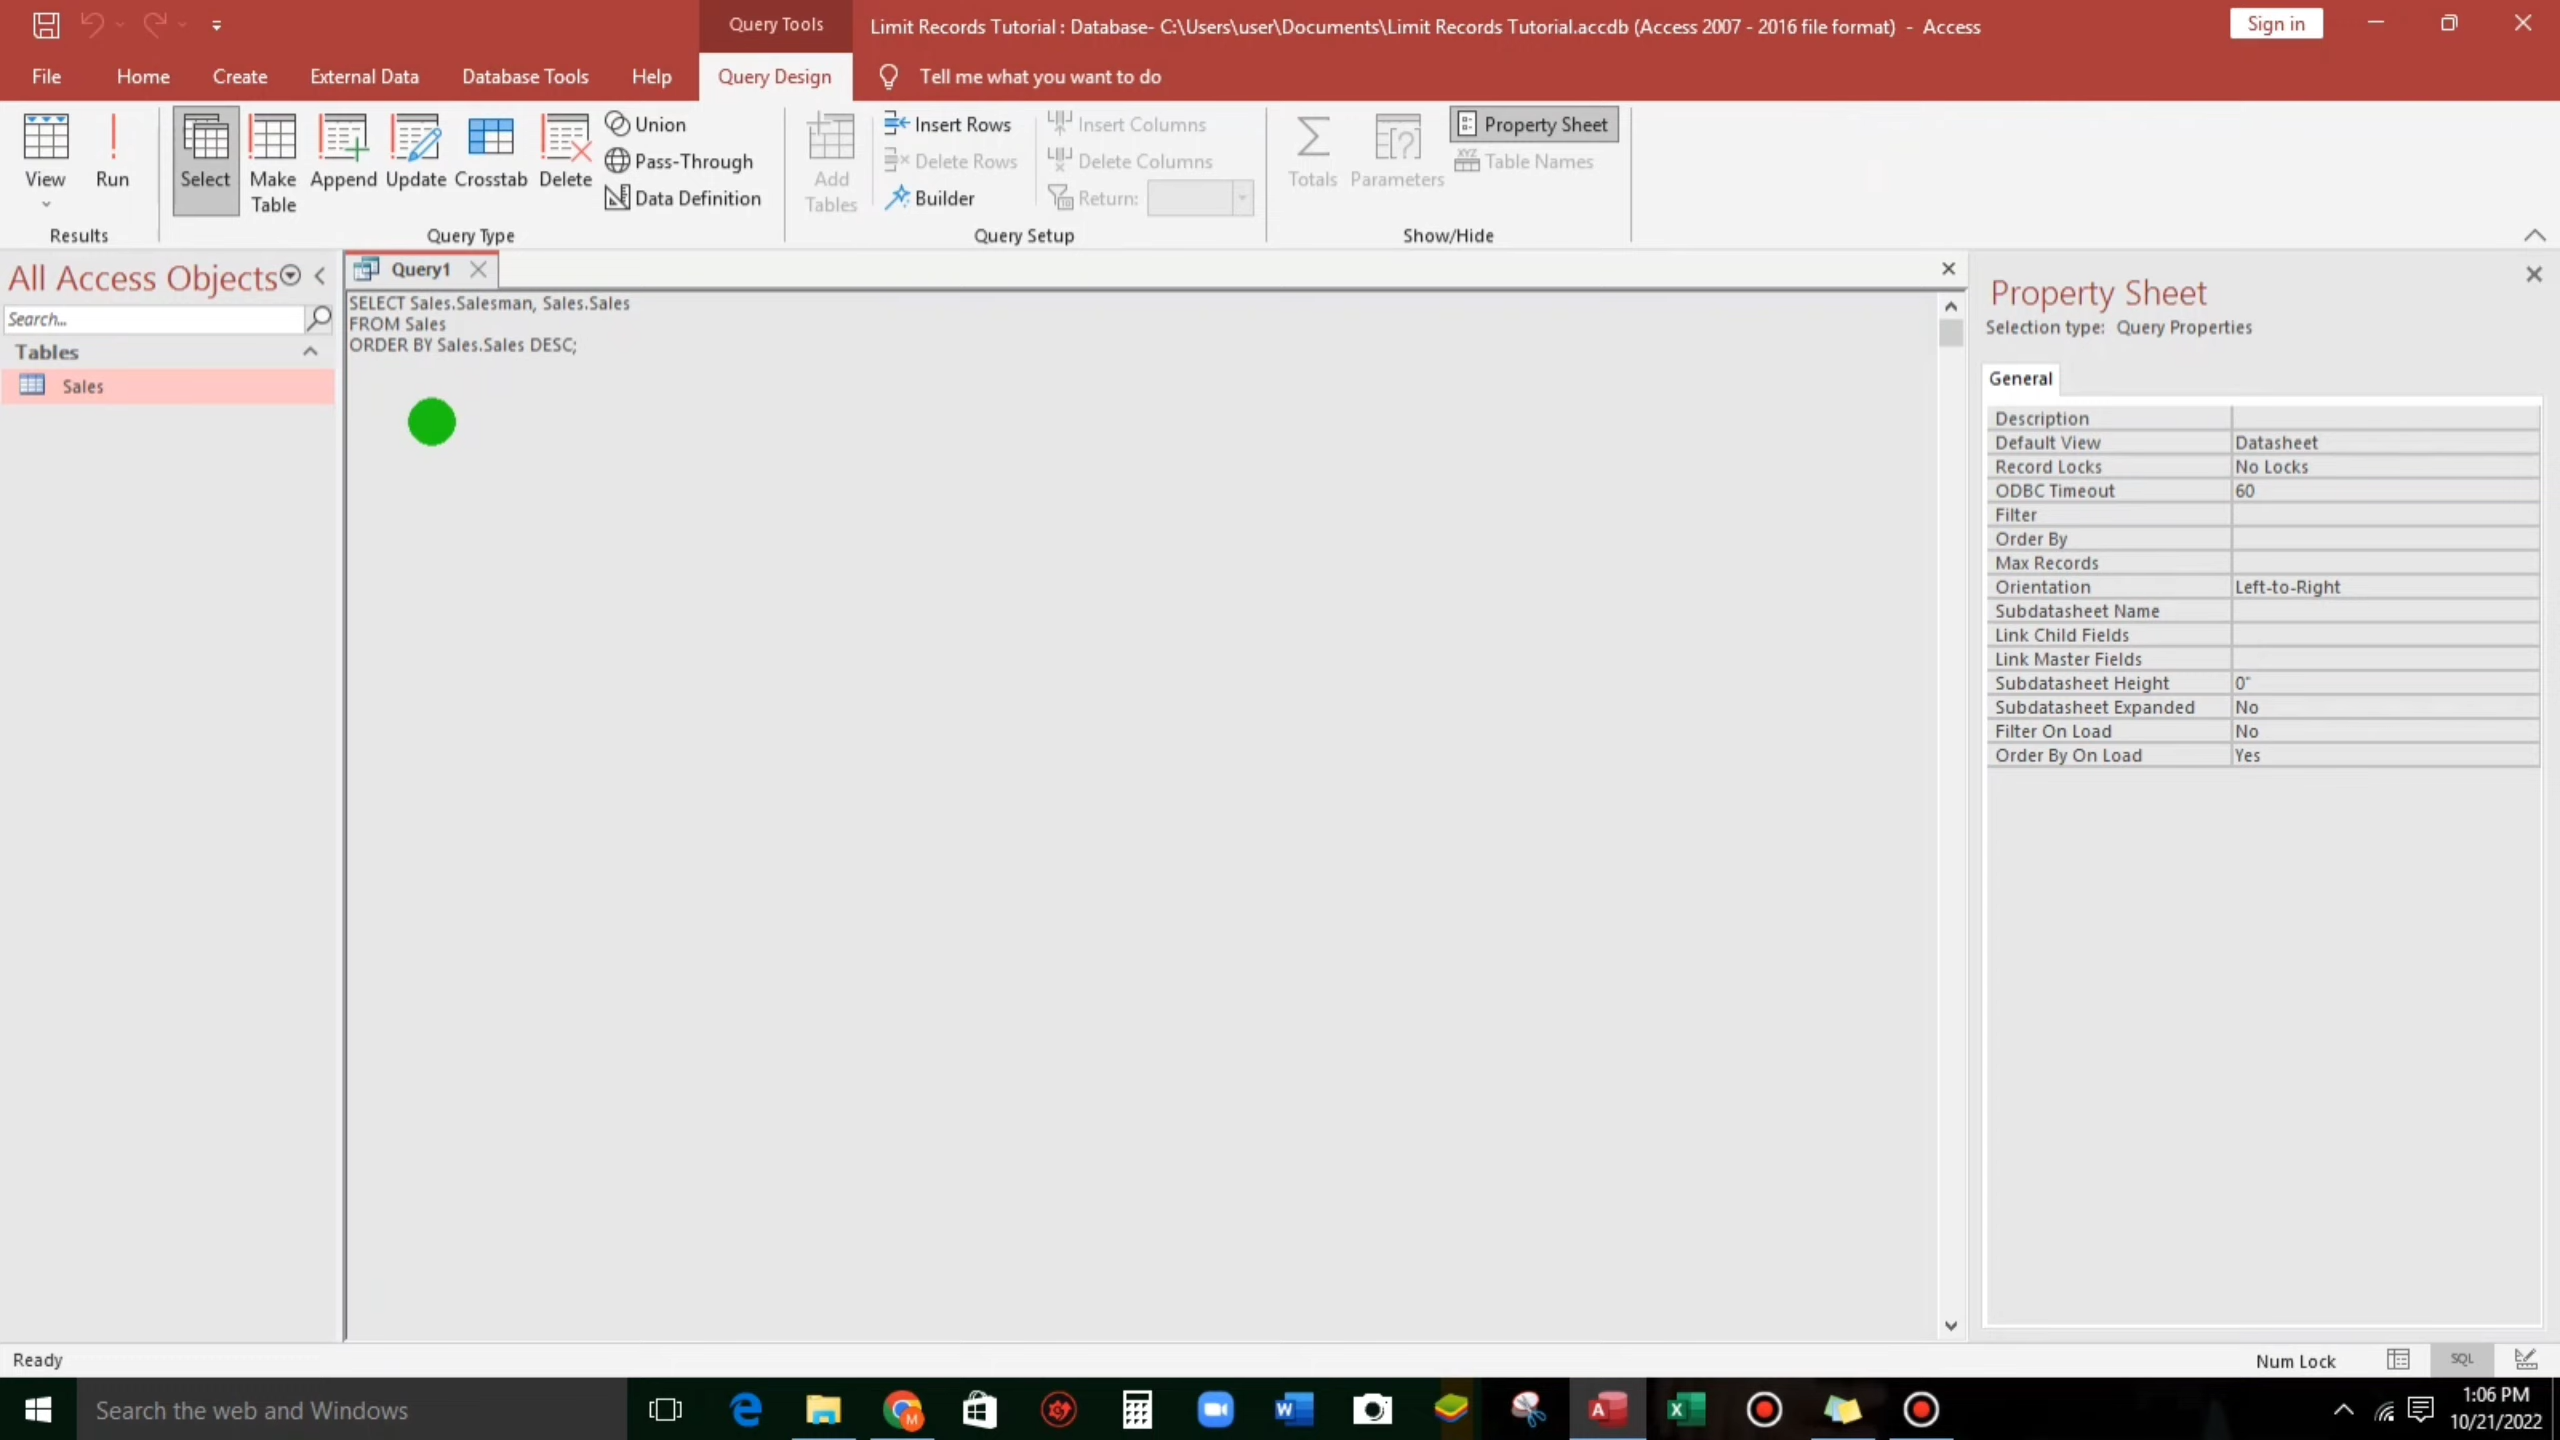 Query Tools
Limit Records Tutorial : Database- C:\Users\user\Documents\Limit Records Tutorial.accdb (Access 2007 - 2016 file format) - Access
Sign in
File
Home
Create
External Data
Database Tools
Help
Query Design
Tell me what you want to do
View
Run
Results
Select
Make Table
Append
Update
Crosstab
Delete
Union
Pass-Through
Data Definition
Query Type
Add Tables
Insert Rows
Delete Rows
Builder
Insert Columns
Delete Columns
Return:
Query Setup
Totals
Parameters
Property Sheet
Table Names
Show/Hide
All Access Objects
Search...
Tables
Sales
Query1
SELECT Sales.Salesman, Sales.Sales
FROM Sales
ORDER BY Sales.Sales DESC;
Property Sheet
Selection type: Query Properties
General
Description
Default View Datasheet
Record Locks No Locks
ODBC Timeout 60
Filter
Order By
Max Records
Orientation Left-to-Right
Subdatasheet Name
Link Child Fields
Link Master Fields
Subdatasheet Height 0"
Subdatasheet Expanded No
Filter On Load No
Order By On Load Yes
Ready
Num Lock
SQL
Search the web and Windows
1:06 PM
10/21/2022